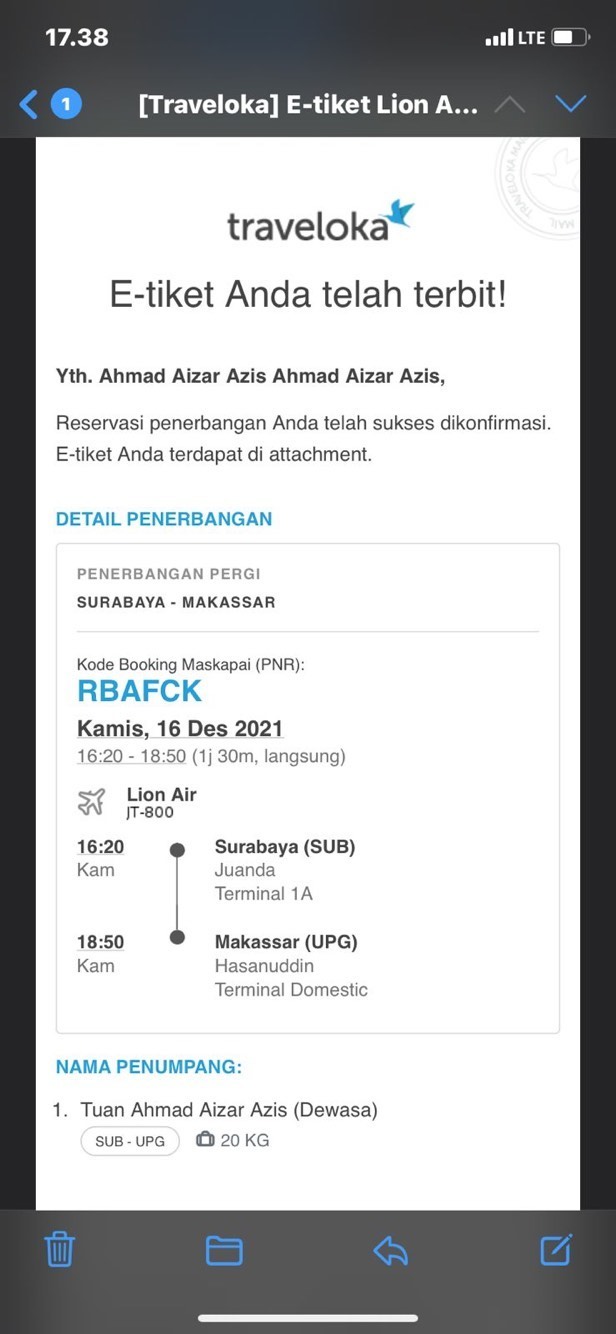 17.38
LTE
1
[Traveloka] E-tiket Lion A...
TRAVELOKA MA
MAIL
traveloka
E-tiket Anda telah terbit!
Yth. Ahmad Aizar Azis Ahmad Aizar Azis,
Reservasi penerbangan Anda telah sukses dikonfirmasi.
E-tiket Anda terdapat di attachment.
DETAIL PENERBANGAN
PENERBANGAN PERGI
SURABAYA - MAKASSAR
Kode Booking Maskapai (PNR):
RBAFCK
Kamis, 16 Des 2021
16:20 - 18:50 (1j 30m, langsung)
Lion Air
JT-800
16:20
Surabaya (SUB)
Kam
Juanda
Terminal 1A
18:50
Makassar (UPG)
Kam
Hasanuddin
Terminal Domestic
NAMA PENUMPANG:
1. Tuan Ahmad Aizar Azis (Dewasa)
SUB - UPG
20 KG